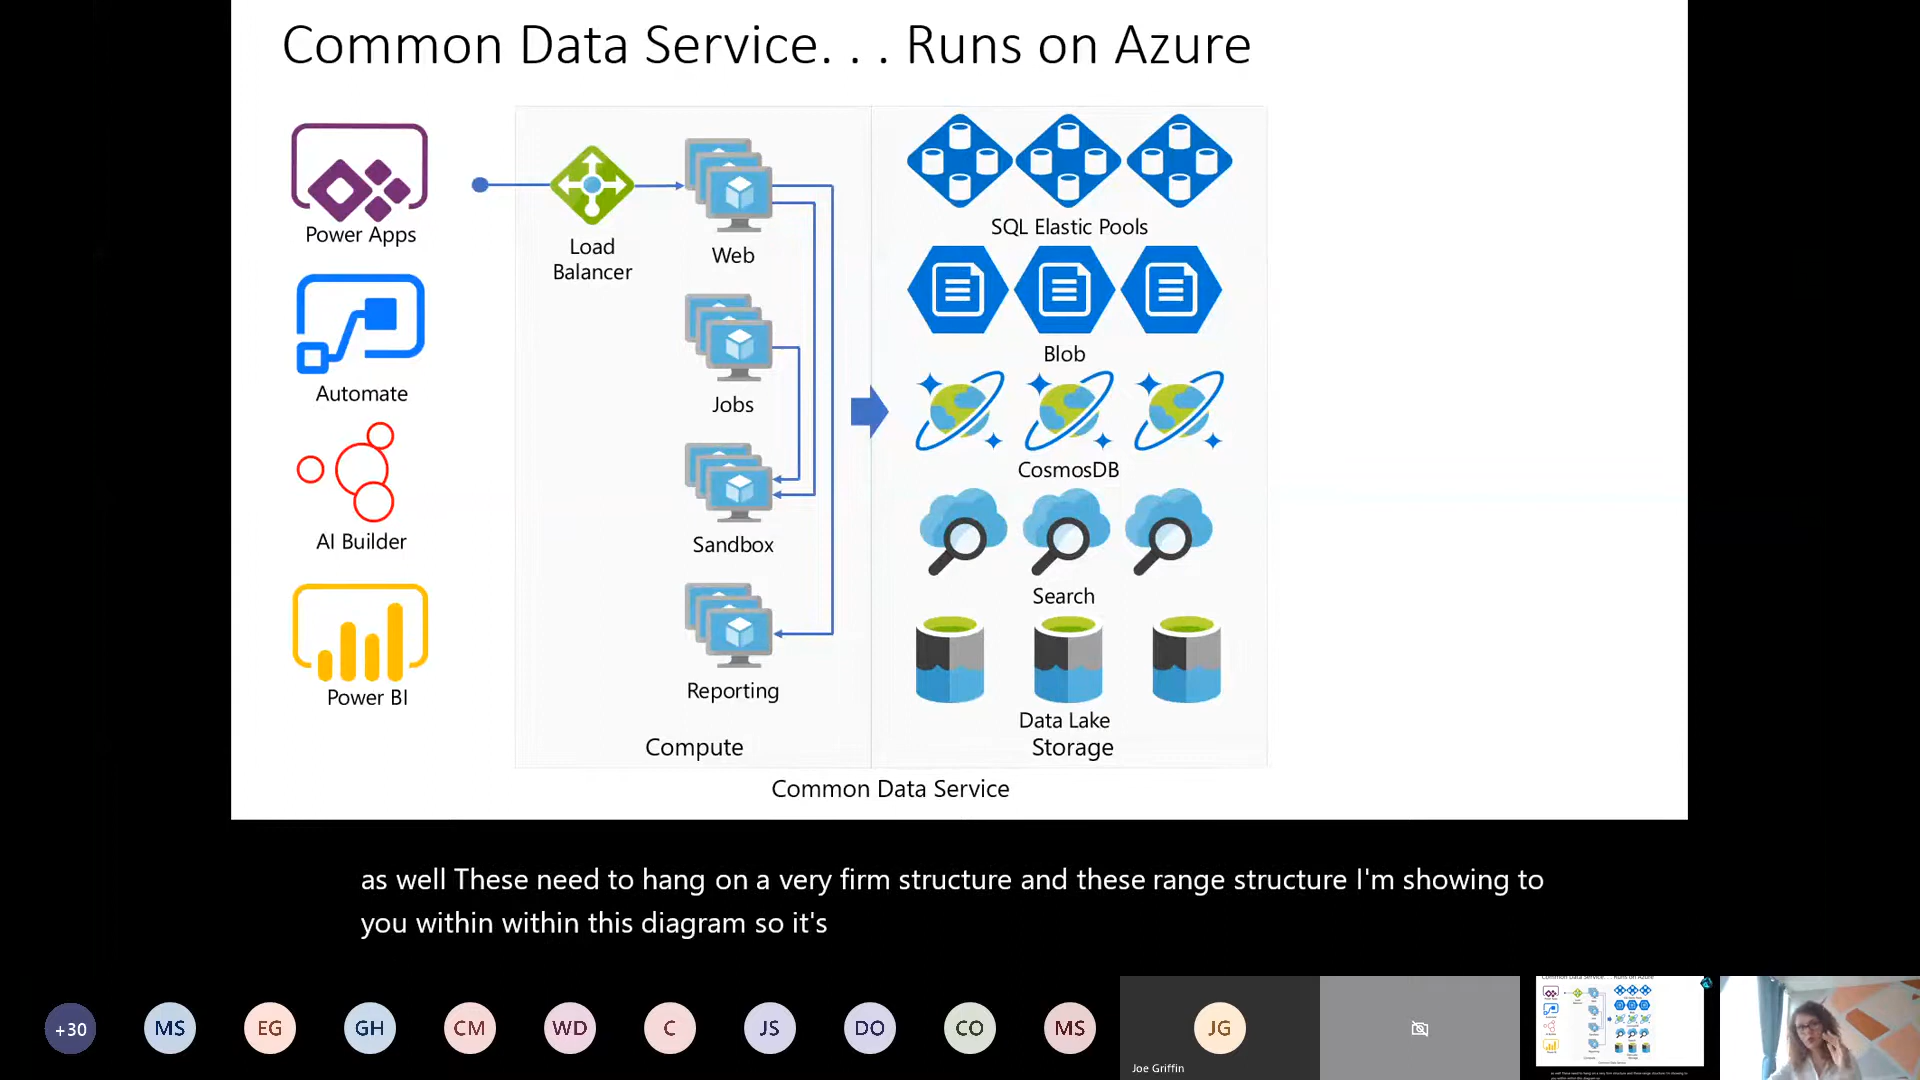 Common Data Service. . . Runs on Azure
Power Apps
Automate
AI Builder
Power BI
Load
Balancer
Web
Jobs
Sandbox
Reporting
Compute
SQL Elastic Pools
Blob
CosmosDB
Search
Data Lake
Storage
Common Data Service
as well These need to hang on a very firm structure and these range structure I'm showing to
you within within this diagram so it's
+30
MS
EG
GH
CM
WD
C
JS
DO
CO
MS
JG
Joe Griffin